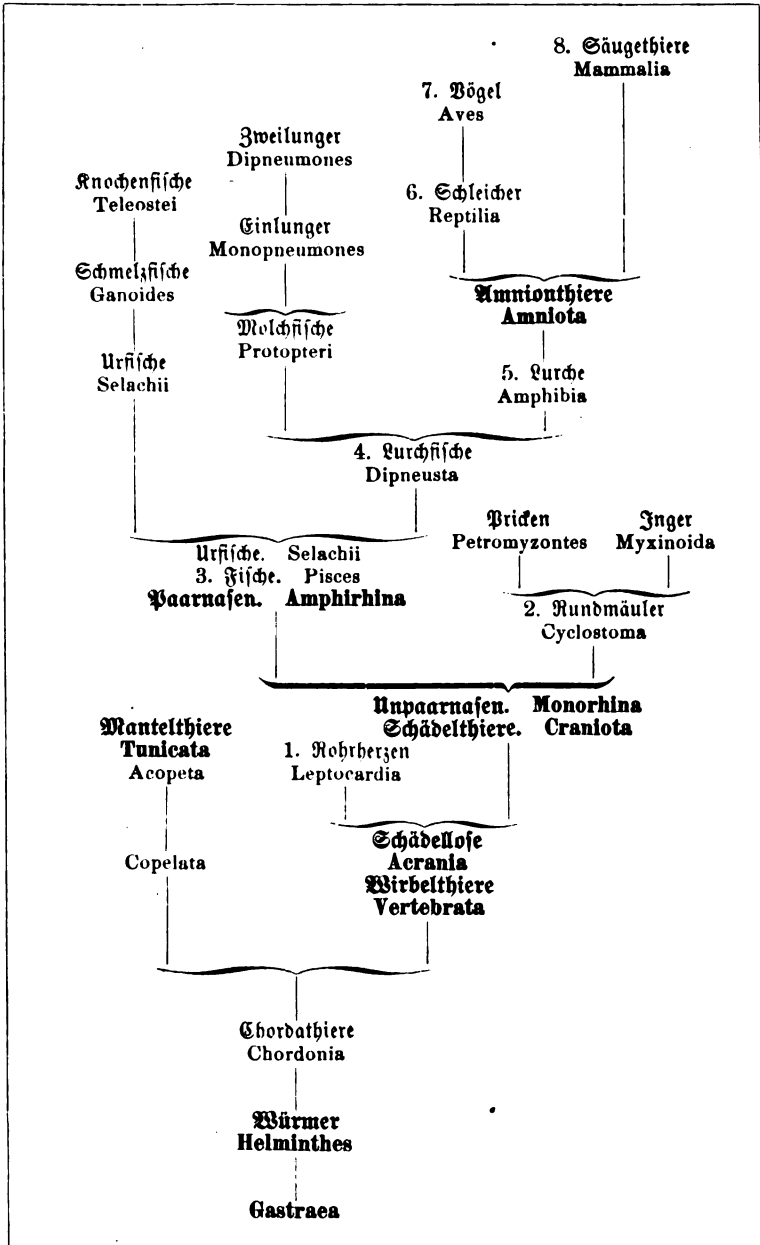 8. Säugethiere
Mammalia
7. Vögel
Aves
Zweilunger
Dipneumones
Knochenfische
Teleostei
6. Schleicher
Reptilia
Einlunger
Monopneumones
Schmelzfische
Ganoides
Amnionthiere
Amniota
Molchfische
Protopteri
Urfische
Selachii
5. Lurche
Amphibia
4. Lurchfische
Dipneusta
Pricken
Petromyzontes
Inger
Myxinoida
Urfische. Selachii
3. Fische. Pisces
Paarnasen. Amphirhina
2. Rundmäuler
Cyclostoma
Unpaarnasen. Monorhina
Schädelthiere. Craniota
Mantelthiere
Tunicata
Acopeta
1. Rohrherzen
Leptocardia
Schädellose
Acrania
Wirbelthiere
Vertebrata
Copelata
Chordathiere
Chordonia
Würmer
Helminthes
Gastraea